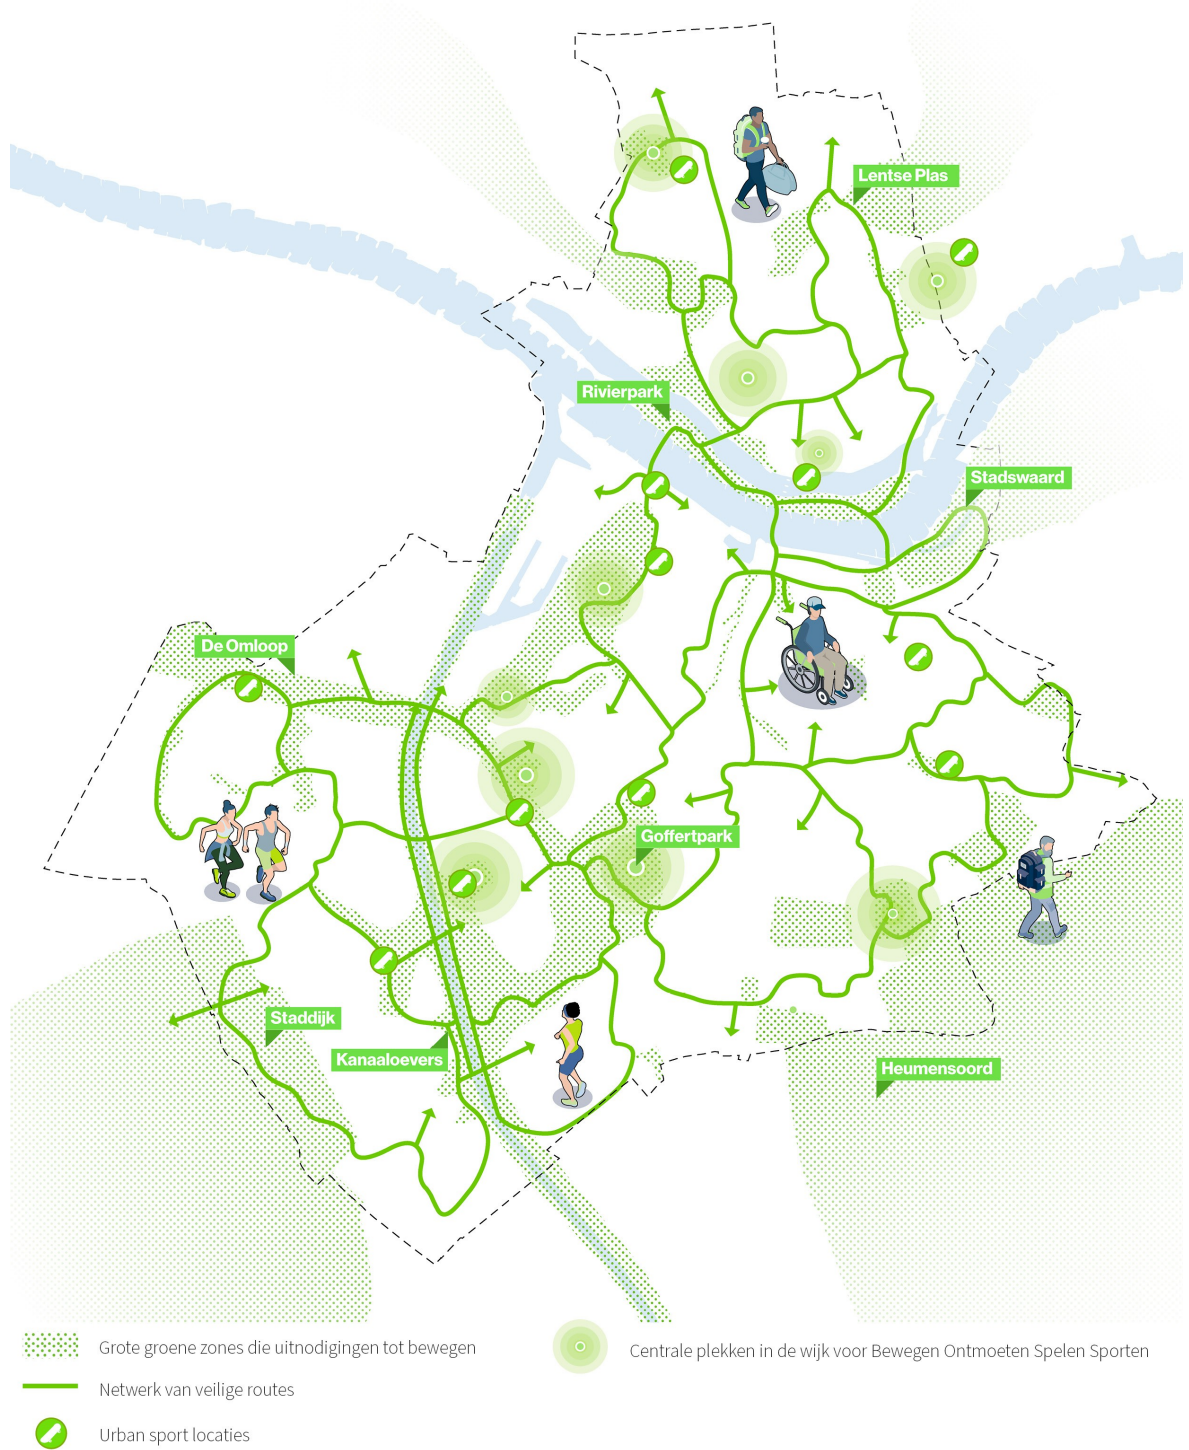 Lentse Plas
Rivierpark
Stadswaard
De Omloop
Goffertpark
Staddijk
Kanaaloevers
Heumensoord
Grote groene zones die uitnodigingen tot bewegen
Centrale plekken in de wijk voor Bewegen Ontmoeten Spelen Sporten
Netwerk van veilige routes
Urban sport locaties